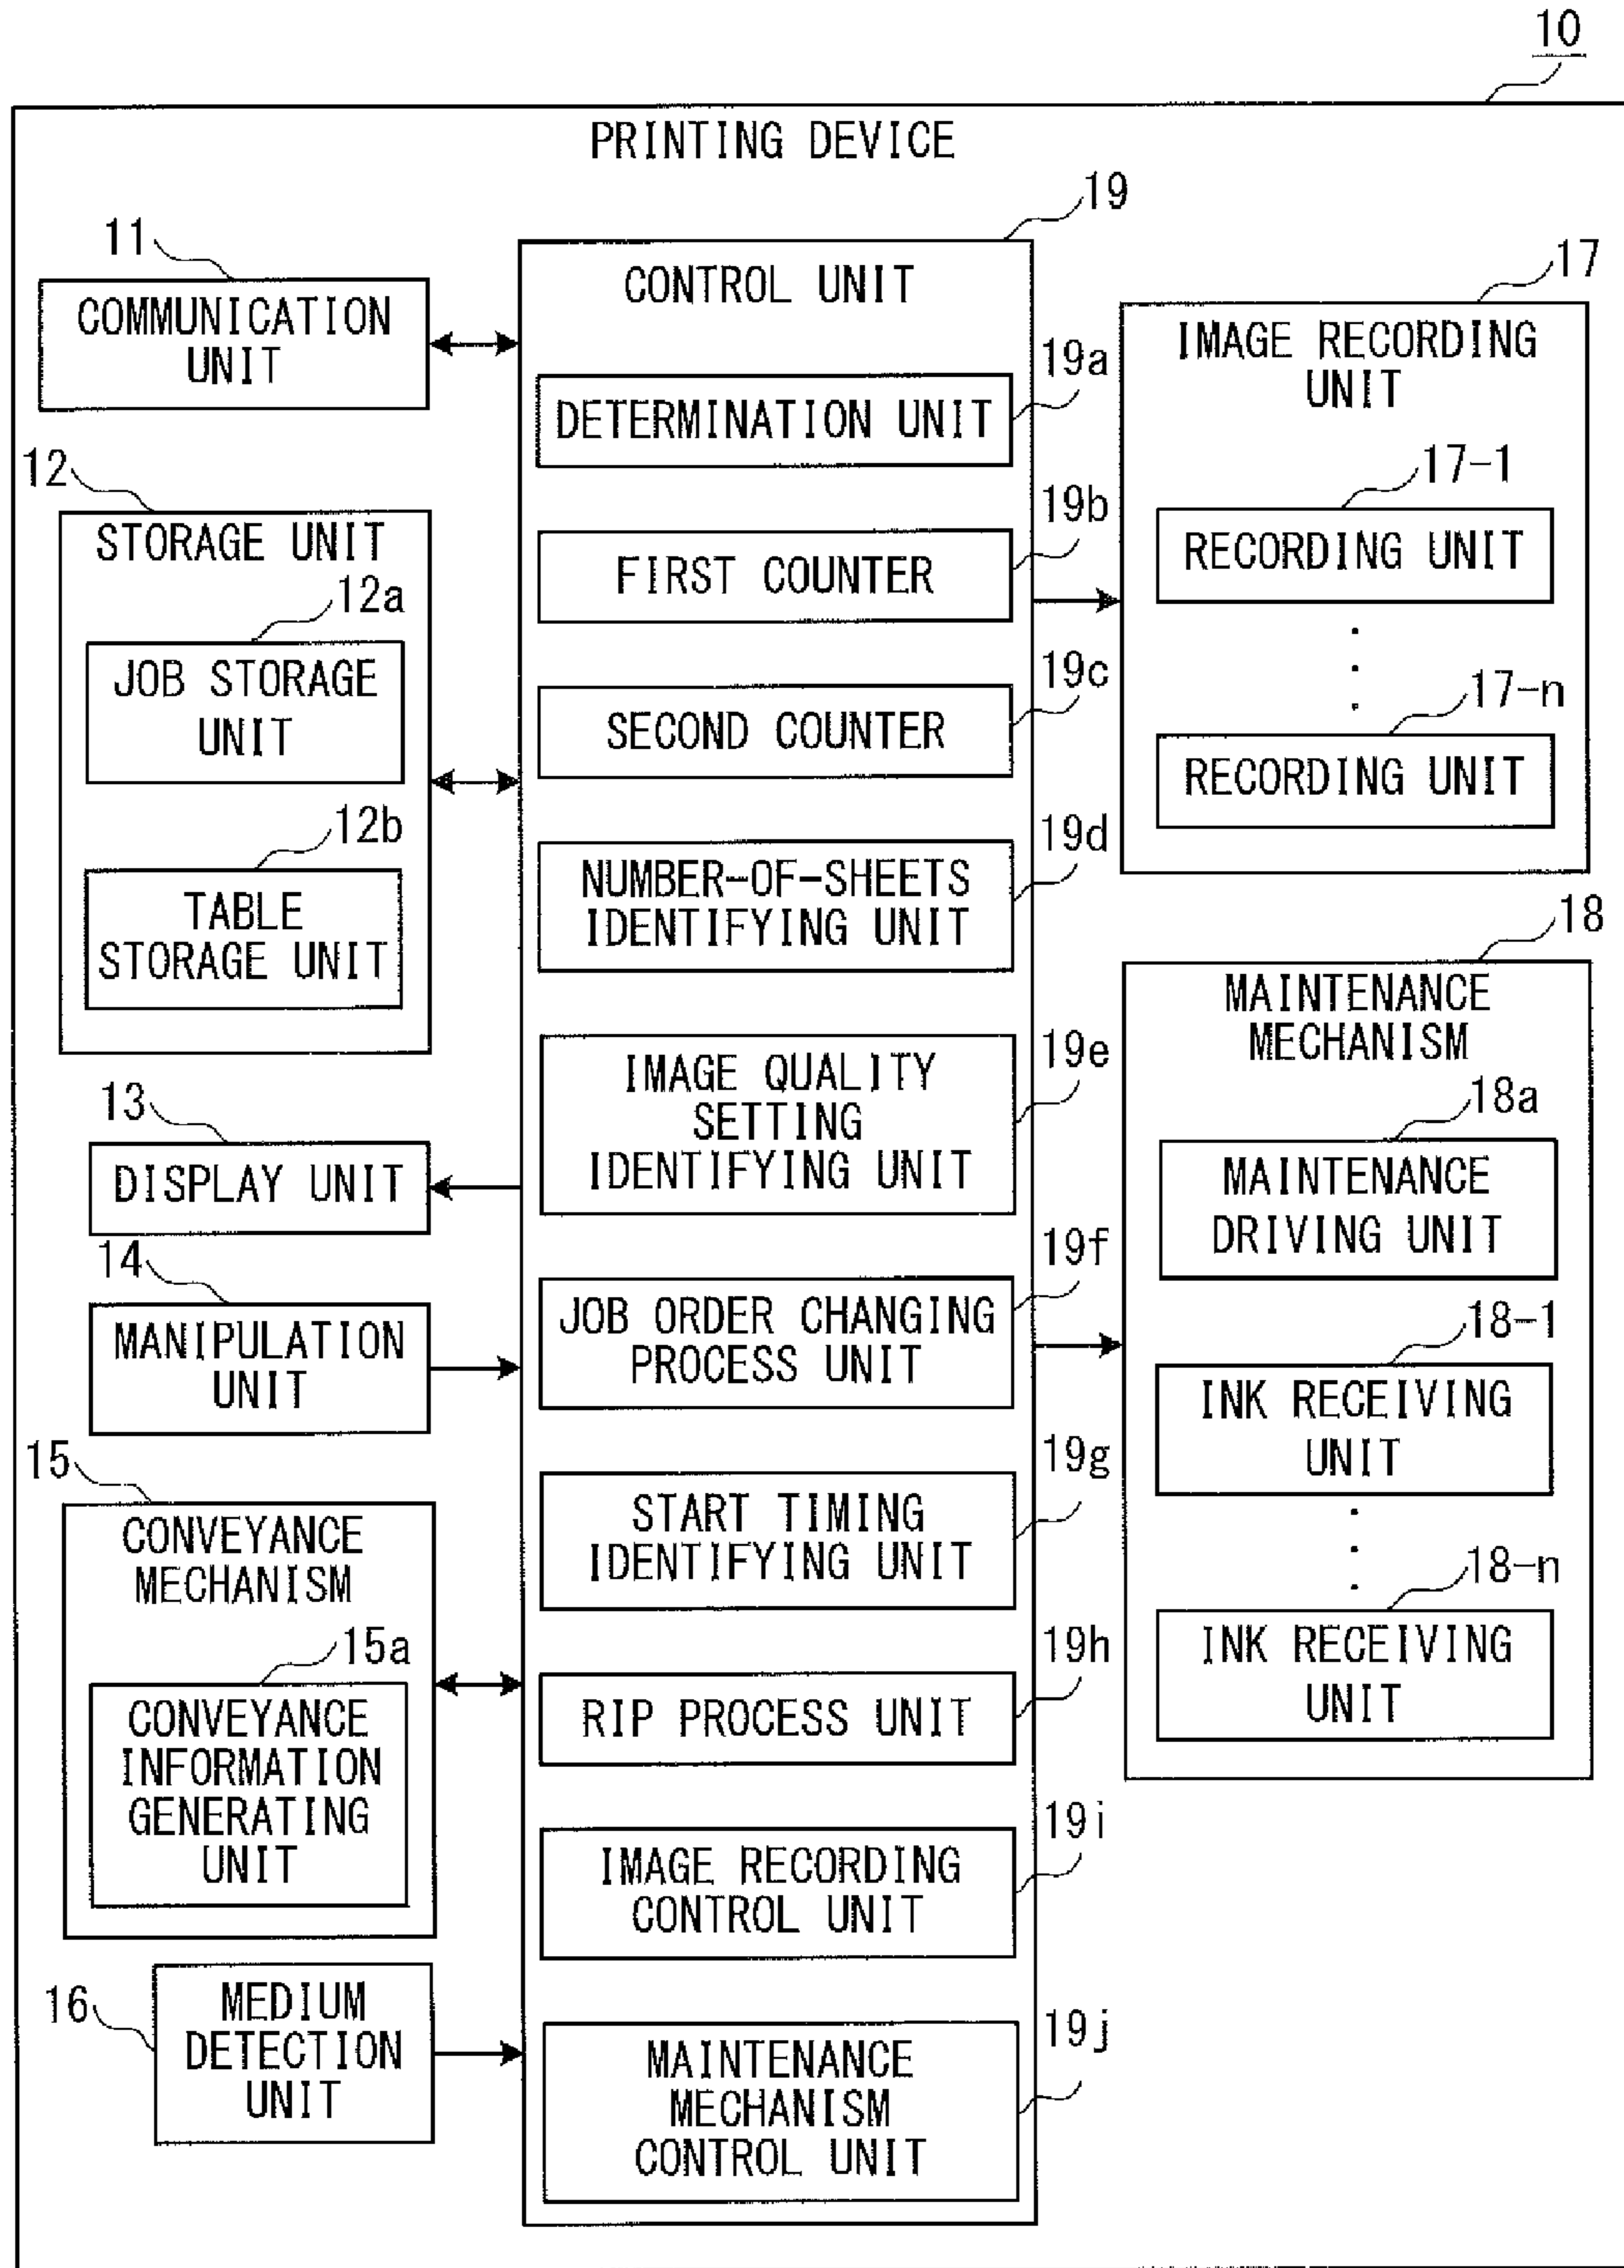 10
PRINTING DEVICE
11
COMMUNICATION
UNIT
12
STORAGE UNIT
12a
JOB STORAGE
UNIT
12b
TABLE
STORAGE UNIT
13
DISPLAY UNIT
14
MANIPULATION
UNIT
15
CONVEYANCE
MECHANISM
15a
CONVEYANCE
INFORMATION
GENERATING
UNIT
16
MEDIUM
DETECTION
UNIT
19
CONTROL UNIT
19a
DETERMINATION UNIT
19b
FIRST COUNTER
19c
SECOND COUNTER
19d
NUMBER-OF-SHEETS
IDENTIFYING UNIT
19e
IMAGE QUALITY
SETTING
IDENTIFYING UNIT
19f
JOB ORDER CHANGING
PROCESS UNIT
19g
START TIMING
IDENTIFYING UNIT
19h
RIP PROCESS UNIT
19i
IMAGE RECORDING
CONTROL UNIT
19j
MAINTENANCE
MECHANISM
CONTROL UNIT
17
IMAGE RECORDING
UNIT
17-1
RECORDING UNIT
17-n
RECORDING UNIT
18
MAINTENANCE
MECHANISM
18a
MAINTENANCE
DRIVING UNIT
18-1
INK RECEIVING
UNIT
18-n
INK RECEIVING
UNIT